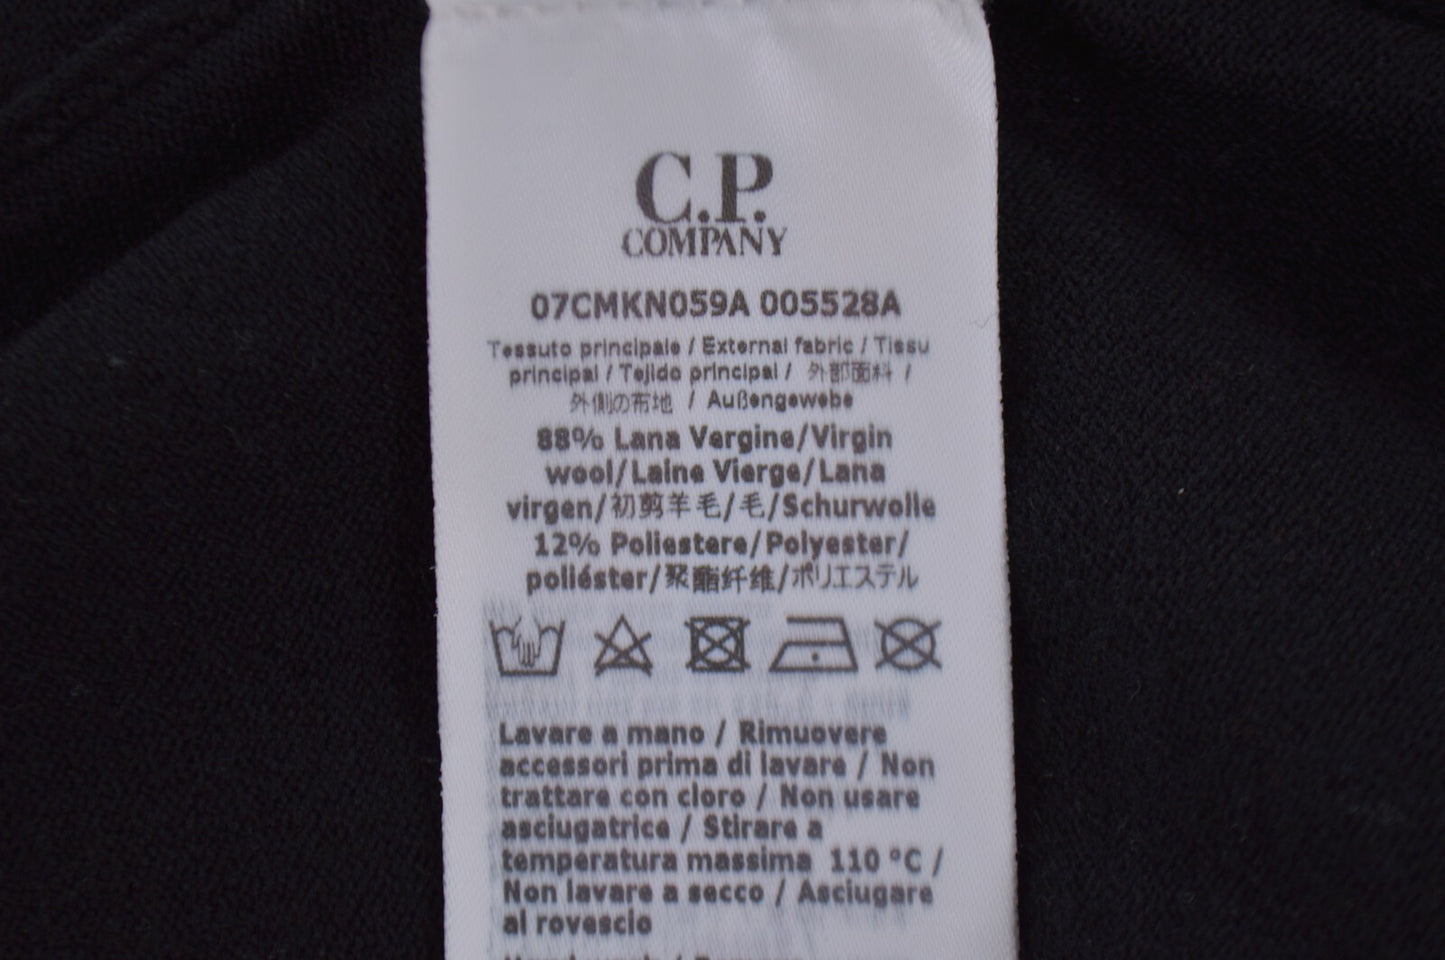 C.P.
COMPANY
07CMKN059A 005528A
Tessuto principale / External fabric / Tissu
principal / Tejido principal / 外部面料 /
外側の布地 / Außengewebe
88% Lana Vergine/Virgin
wool/Laine Vierge/Lana
virgen/初剪羊毛/毛/Schurwolle
12% Poliestere/Polyester/
poliéster/聚酯纤维/ポリエステル
Lavare a mano / Rimuovere
accessori prima di lavare / Non
trattare con cloro / Non usare
asciugatrice / Stirare a
temperatura massima 110 °C /
Non lavare a secco / Asciugare
al rovescio